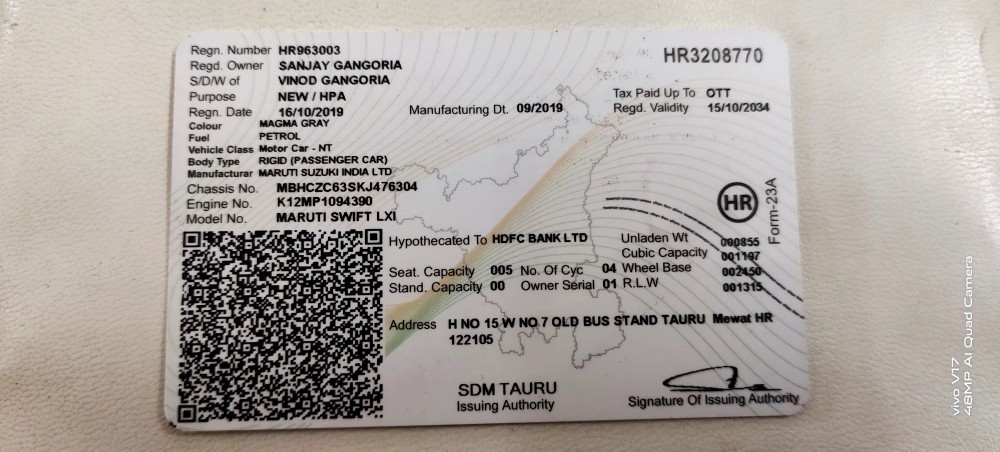 Regn. Number HR963003
HR3208770
Regd. Owner SANJAY GANGORIA
S/D/W of VINOD GANGORIA
Purpose NEW / HPA
Tax Paid Up To OTT
Regn. Date 16/10/2019
Manufacturing Dt. 09/2019
Regd. Validity 15/10/2034
Colour MAGMA GRAY
Fuel PETROL
Vehicle Class Motor Car - NT
Body Type RIGID (PASSENGER CAR)
Manufacturar MARUTI SUZUKI INDIA LTD
Chassis No. MBHCZC63SKJ476304
Engine No. K12MP1094390
Model No. MARUTI SWIFT LXI
HR
Form-23A
Hypothecated To HDFC BANK LTD
Unladen Wt 000855
Cubic Capacity 001197
Seat. Capacity 005 No. Of Cyc 04 Wheel Base 002450
Stand. Capacity 00 Owner Serial 01 R.L.W 001315
Address H NO 15 W NO 7 OLD BUS STAND TAURU Mewat HR
122105
SDM TAURU
Issuing Authority
Signature Of Issuing Authority
vivo V17
48MP AI Quad Camera